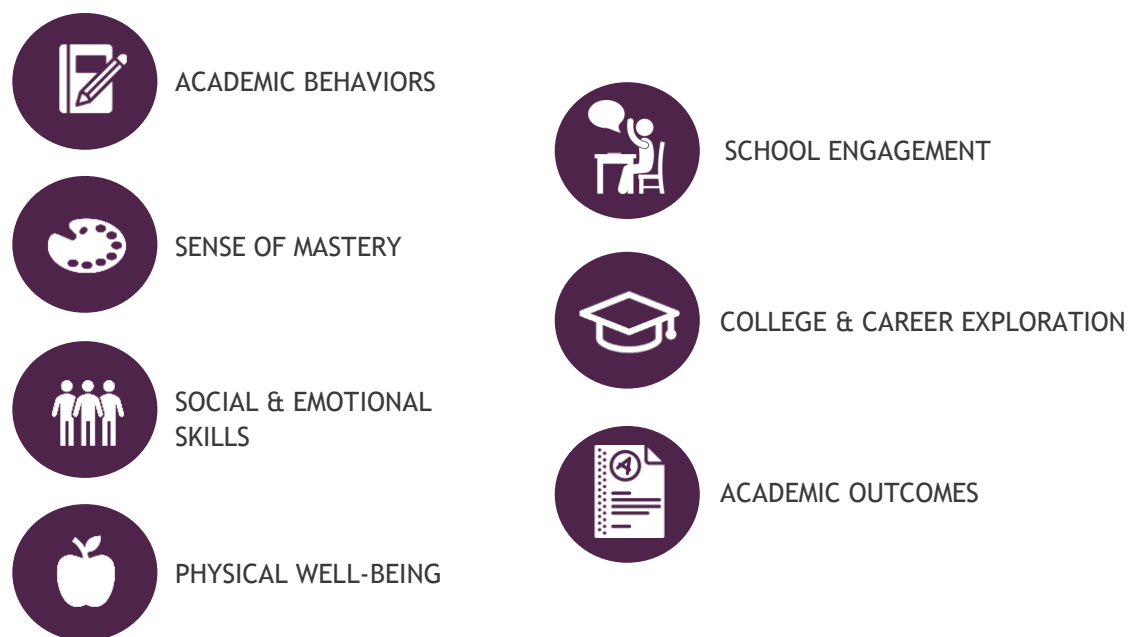 ACADEMIC BEHAVIORS
SENSE OF MASTERY
SOCIAL & EMOTIONAL
SKILLS
PHYSICAL WELL-BEING
SCHOOL ENGAGEMENT
COLLEGE & CAREER EXPLORATION
A
ACADEMIC OUTCOMES